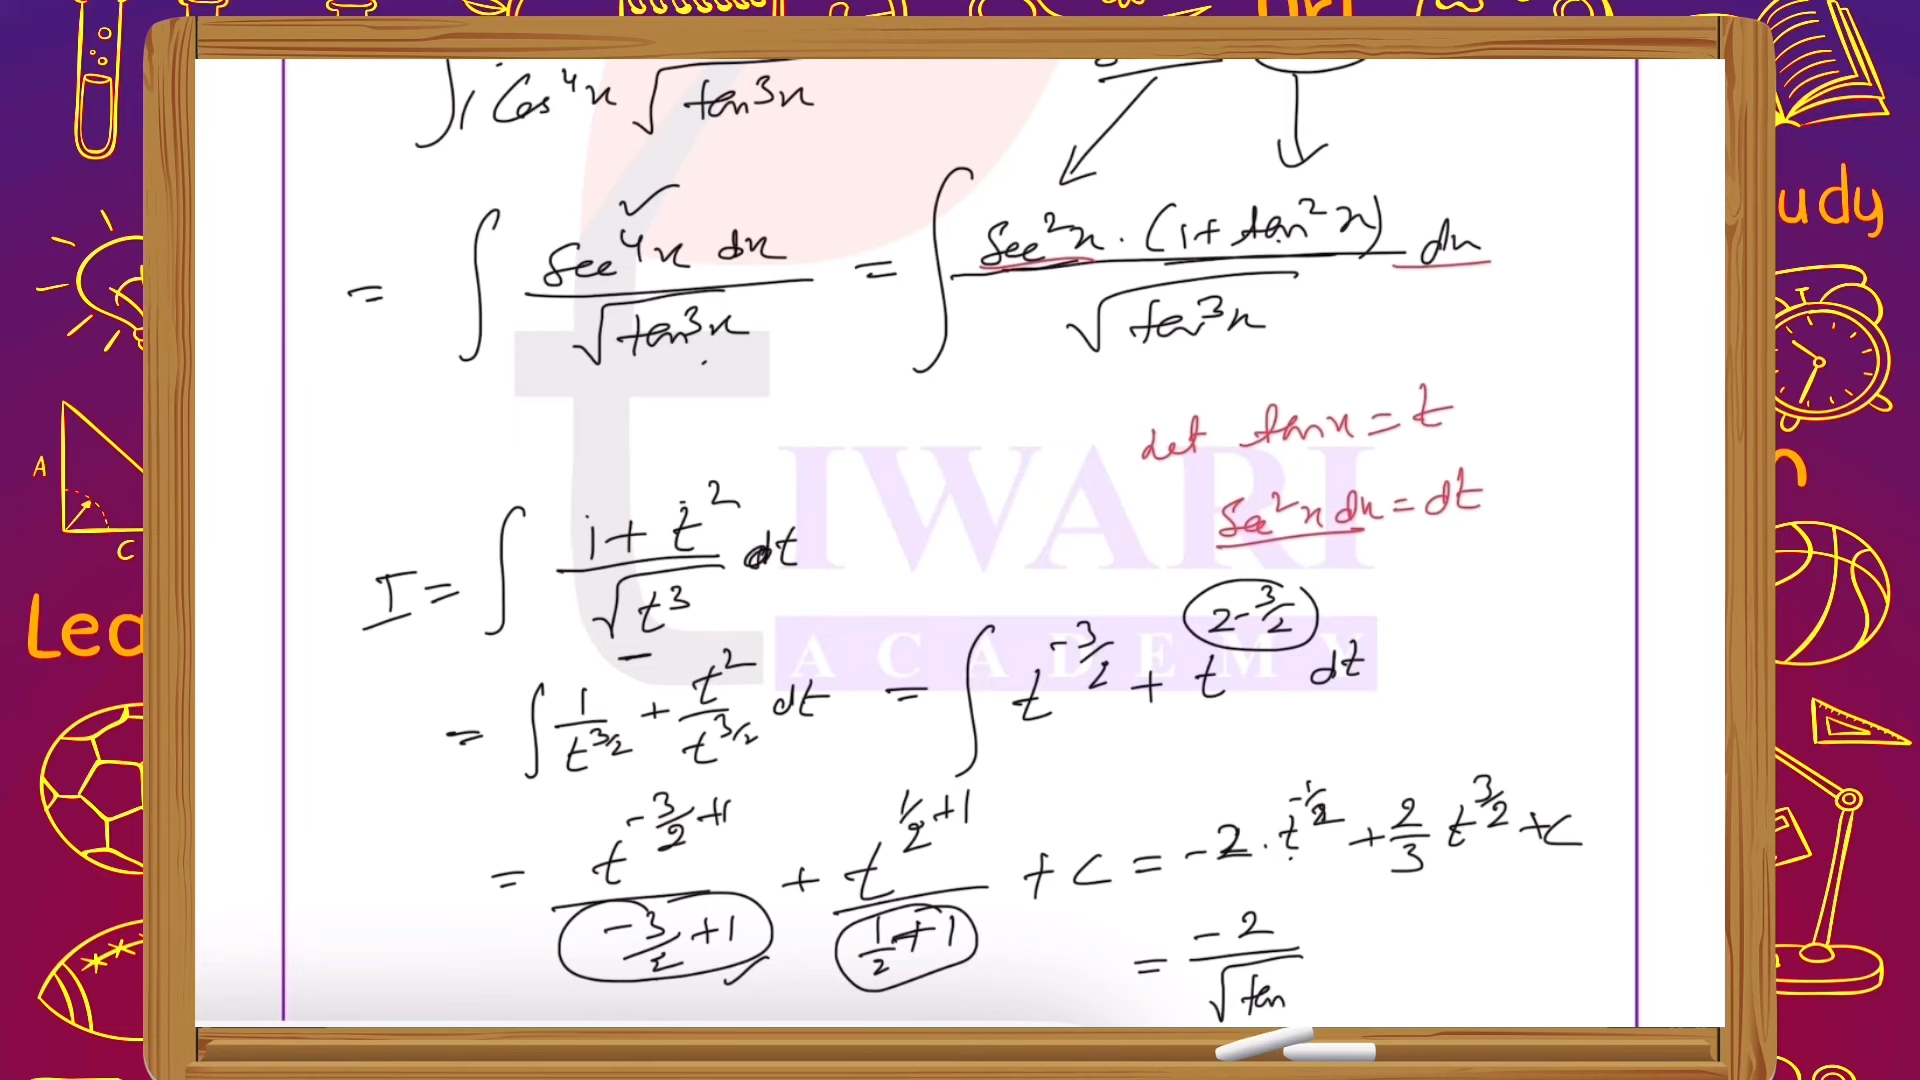 ∫ 1 Cos⁴x √tan³x
= ∫ Sec⁴x dx / √tan³x = ∫ Sec²x · (1 + tan²x) dx / √tan³x
Let tanx = t
Sec²x dx = dt
I = ∫ 1 + t² / √t³ dt
= ∫ 1 / t^3/2 + t² / t^3/2 dt = ∫ t^-3/2 + t^2-3/2 dt
= t^-3/2+1 / -3/2+1 + t^1/2+1 / 1/2+1 + C = -2 · t^-1/2 + 2/3 t^3/2 + C
= -2 / √tan
TIWARI
ACADEMY
A
C
Lea
udy
n